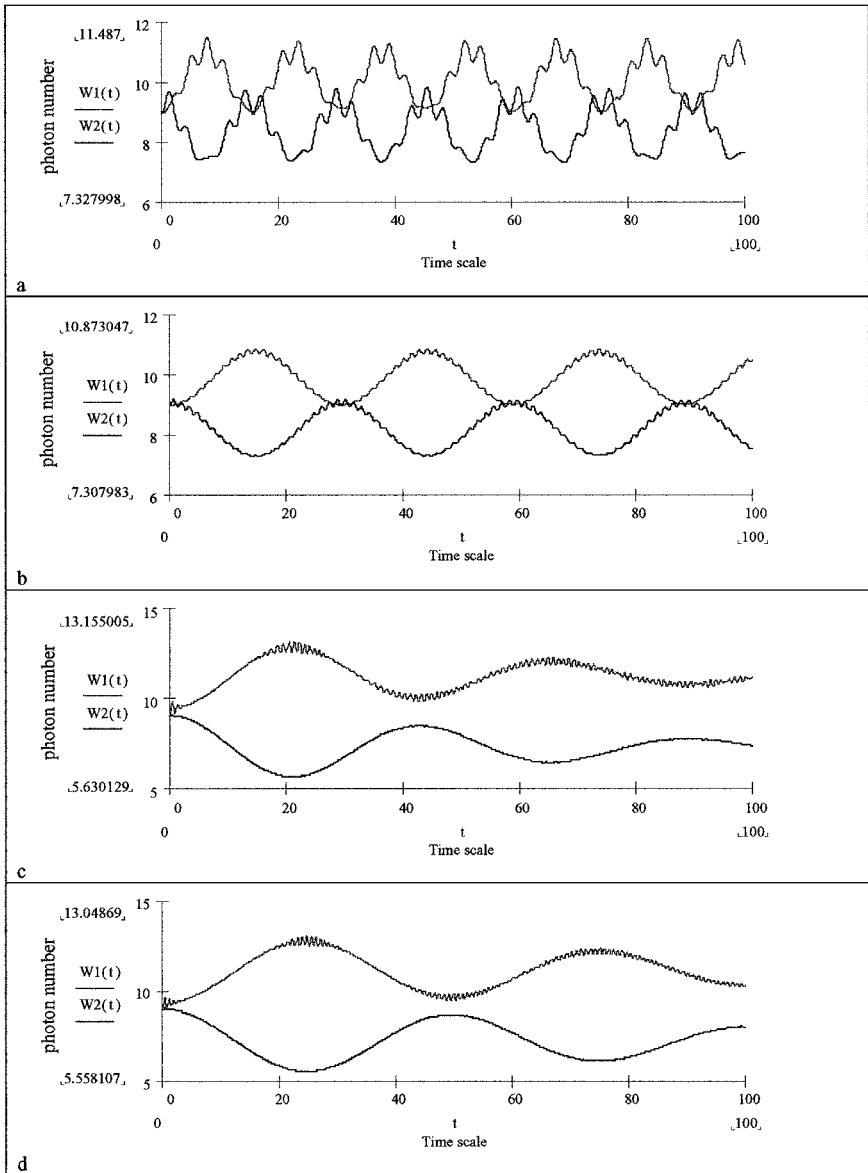 12
⌞11.487⌟
10
W1(t)
W2(t)
8
photon number
⌞7.327998⌟
6
0 20 40 60 80 100
0 t ⌞100⌟
Time scale
a
12
⌞10.873047⌟
10
W1(t)
W2(t)
8
photon number
⌞7.307983⌟
6
0 20 40 60 80 100
0 t ⌞100⌟
Time scale
b
15
⌞13.155005⌟
W1(t)
10
W2(t)
photon number
⌞5.630129⌟
5
0 20 40 60 80 100
0 t ⌞100⌟
Time scale
c
15
⌞13.04869⌟
W1(t)
10
W2(t)
photon number
⌞5.558107⌟
5
0 20 40 60 80 100
0 t ⌞100⌟
Time scale
d